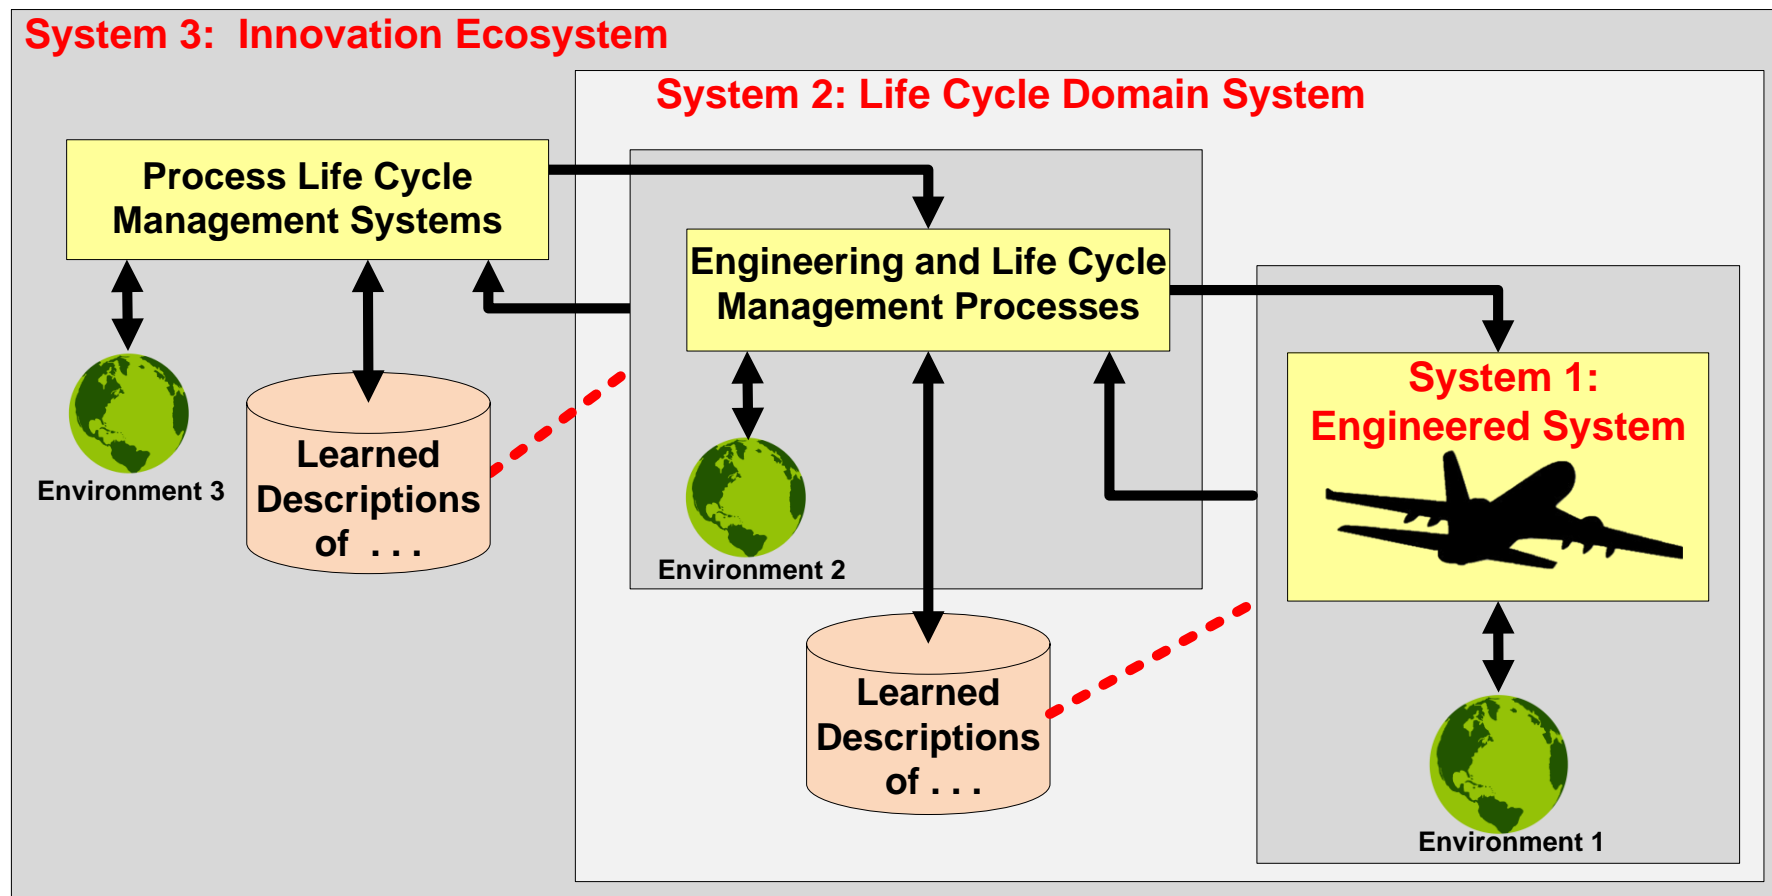 System 3:  Innovation Ecosystem
System 2: Life Cycle Domain System
Process Life Cycle
Management Systems
Engineering and Life Cycle
Management Processes
System 1:
Engineered System
Environment 3
Learned
Descriptions
of  . . .
Environment 2
Learned
Descriptions
of . . .
Environment 1